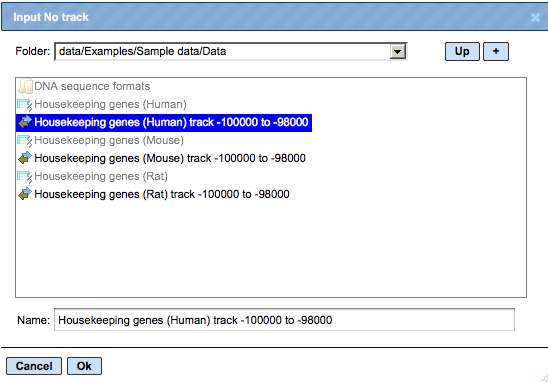 Input No track
Folder: data/Examples/Sample data/Data Up +
DNA sequence formats
Housekeeping genes (Human)
Housekeeping genes (Human) track -100000 to -98000
Housekeeping genes (Mouse)
Housekeeping genes (Mouse) track -100000 to -98000
Housekeeping genes (Rat)
Housekeeping genes (Rat) track -100000 to -98000
Name: Housekeeping genes (Human) track -100000 to -98000
Cancel Ok